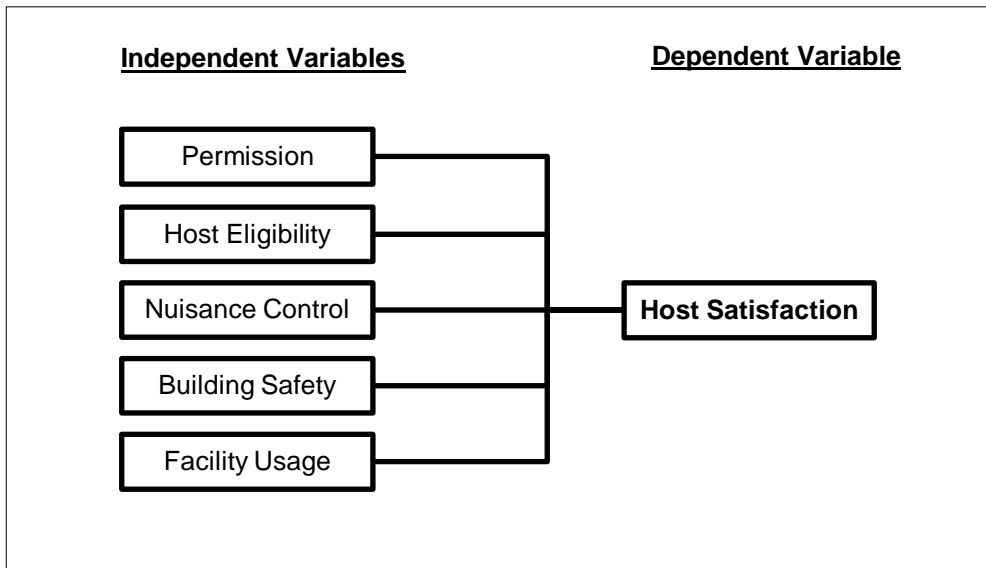 Independent Variables
Dependent Variable
Permission
Host Eligibility
Nuisance Control
Building Safety
Facility Usage
Host Satisfaction